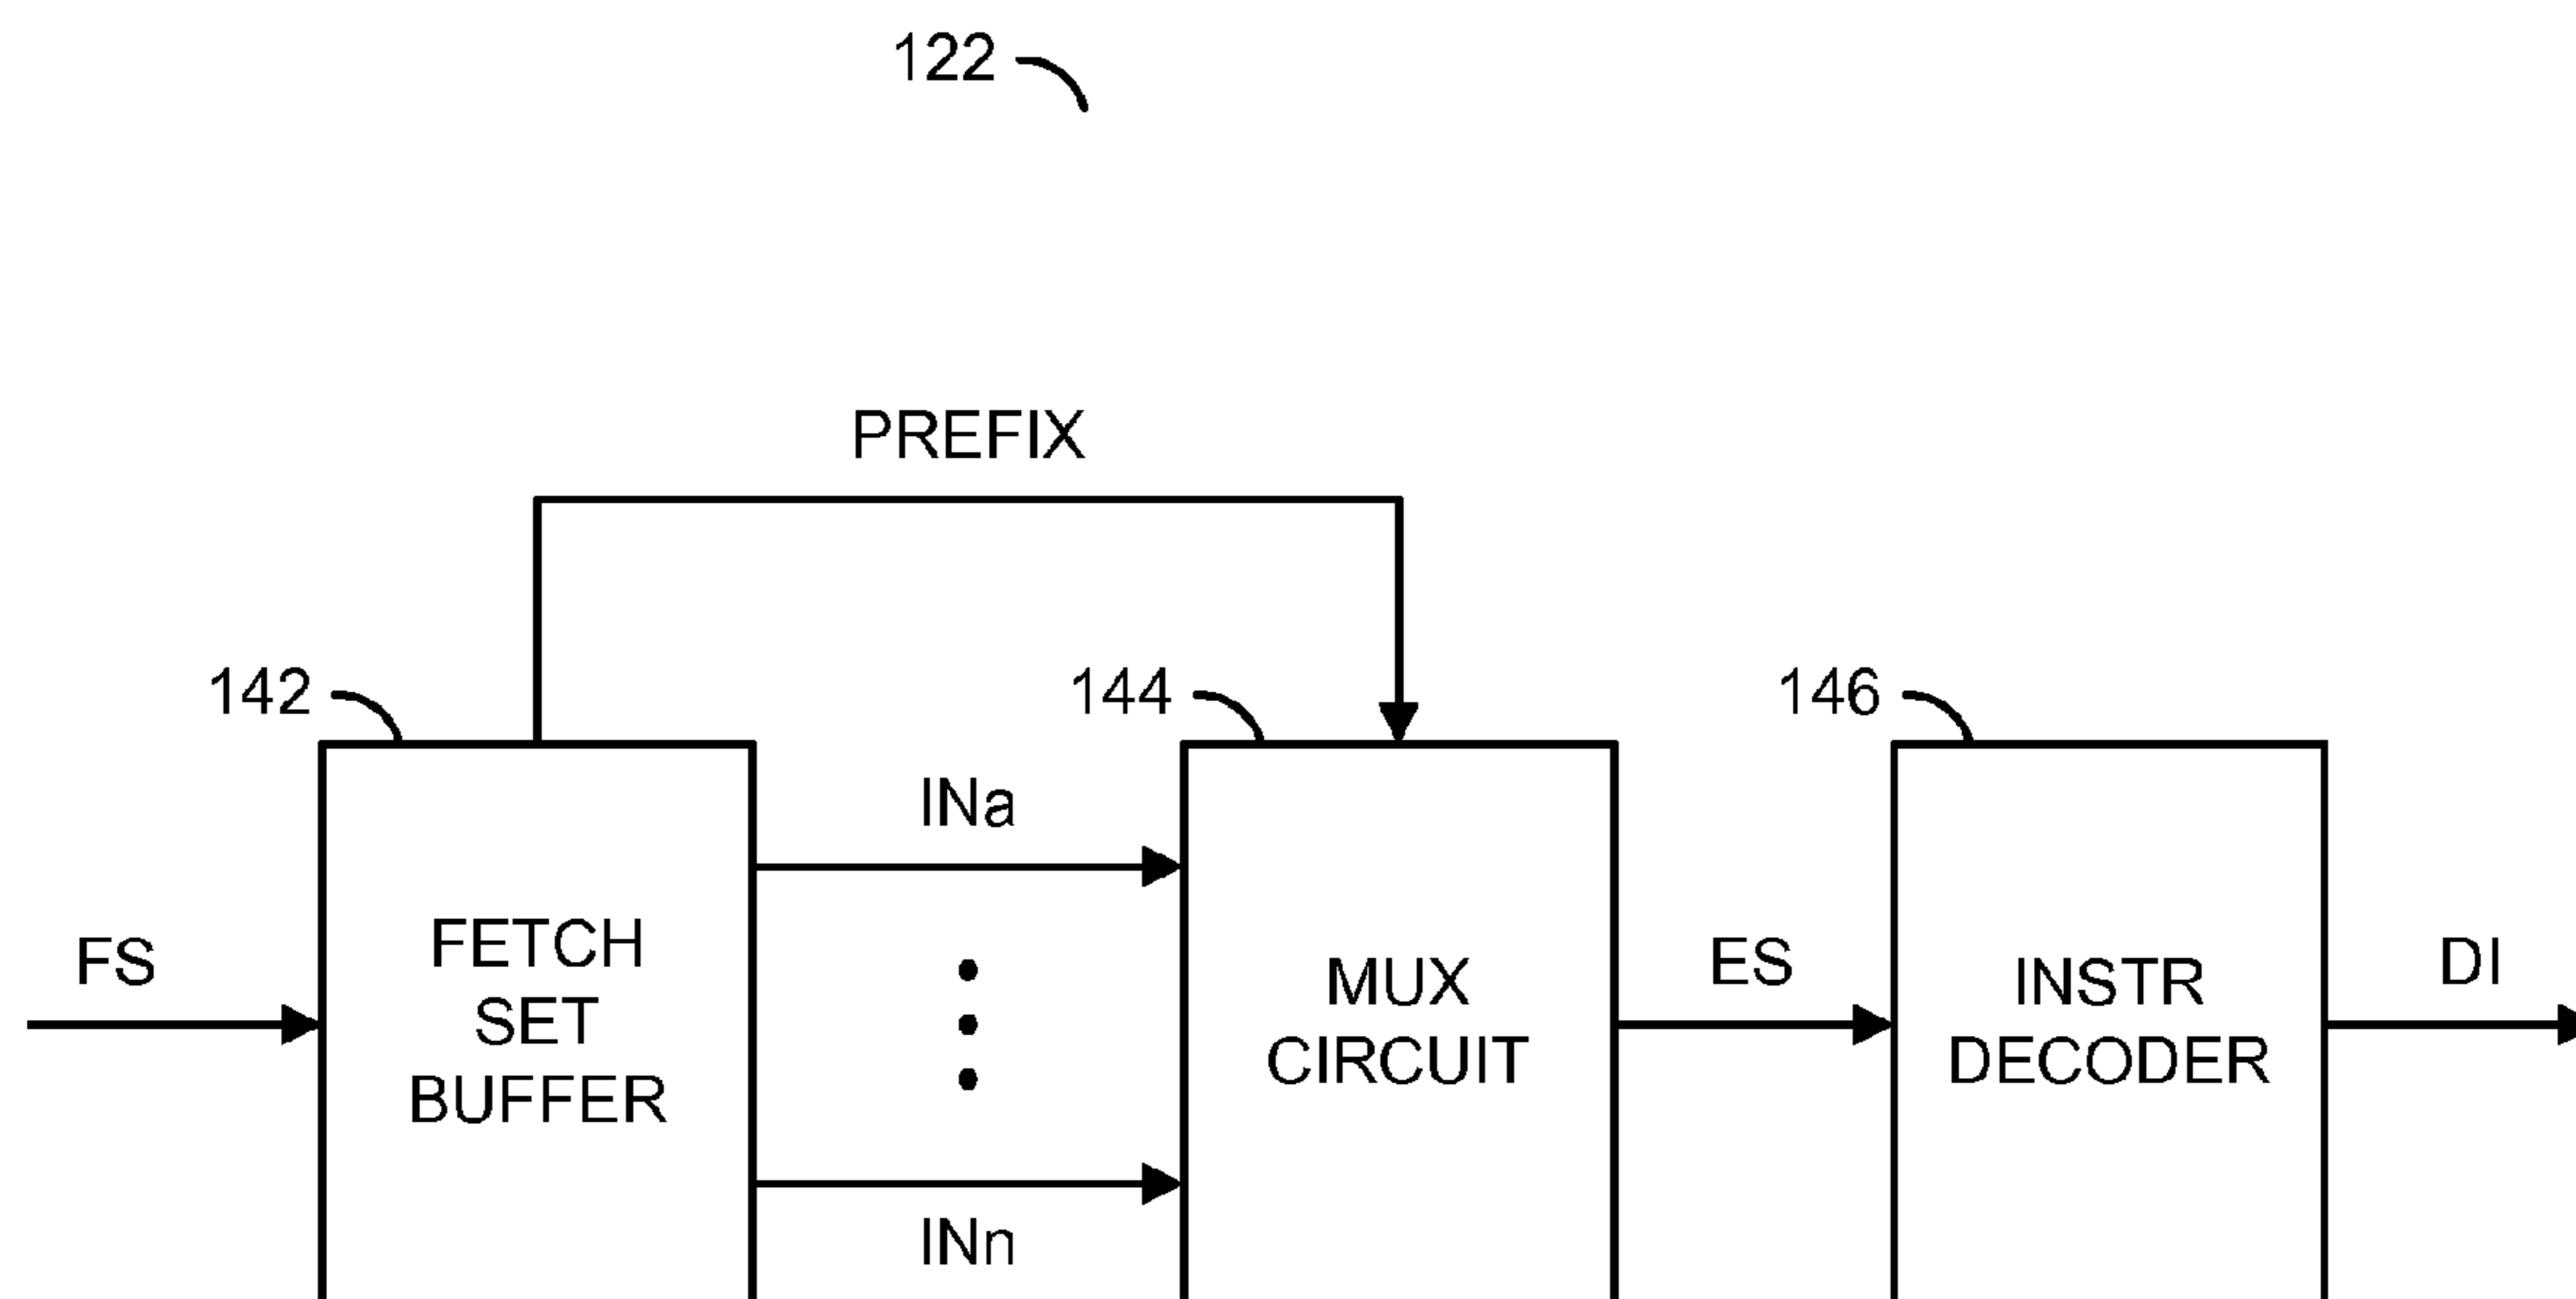 122
PREFIX
142
144
146
INa
FS
FETCH
SET
BUFFER
MUX
CIRCUIT
ES
INSTR
DECODER
DI
INn